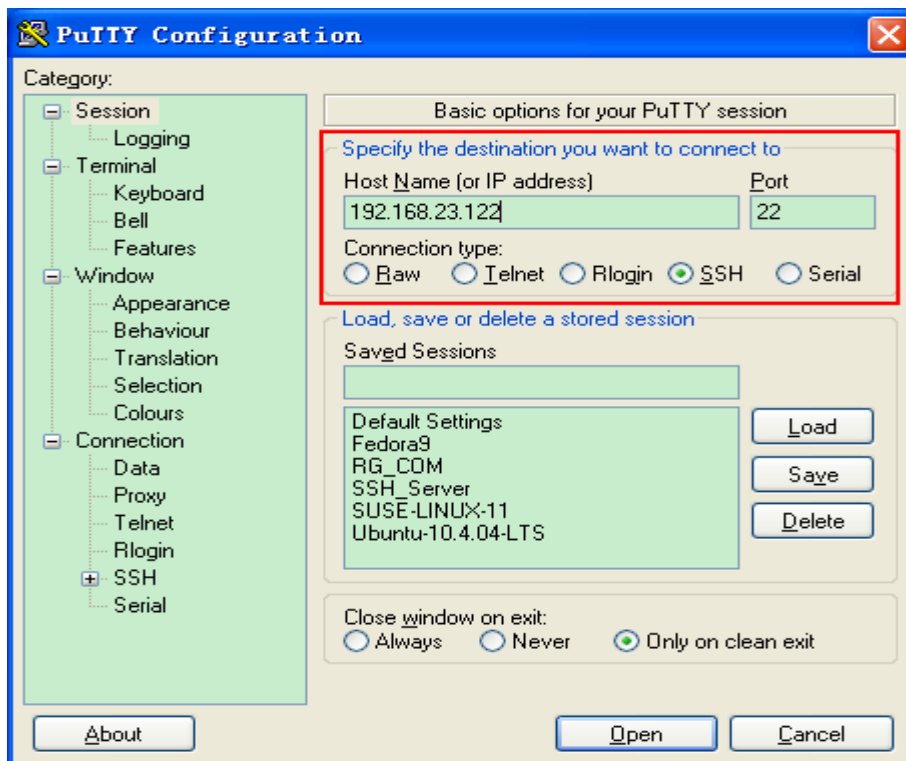 PuTTY Configuration
Category:
Session
Logging
Terminal
Keyboard
Bell
Features
Window
Appearance
Behaviour
Translation
Selection
Colours
Connection
Data
Proxy
Telnet
Rlogin
SSH
Serial
Basic options for your PuTTY session
Specify the destination you want to connect to
Host Name (or IP address) Port
192.168.23.122 22
Connection type:
Raw Telnet Rlogin SSH Serial
Load, save or delete a stored session
Saved Sessions
Default Settings
Fedora9
RG_COM
SSH_Server
SUSE-LINUX-11
Ubuntu-10.4.04-LTS
Load
Save
Delete
Close window on exit:
Always Never Only on clean exit
About Open Cancel